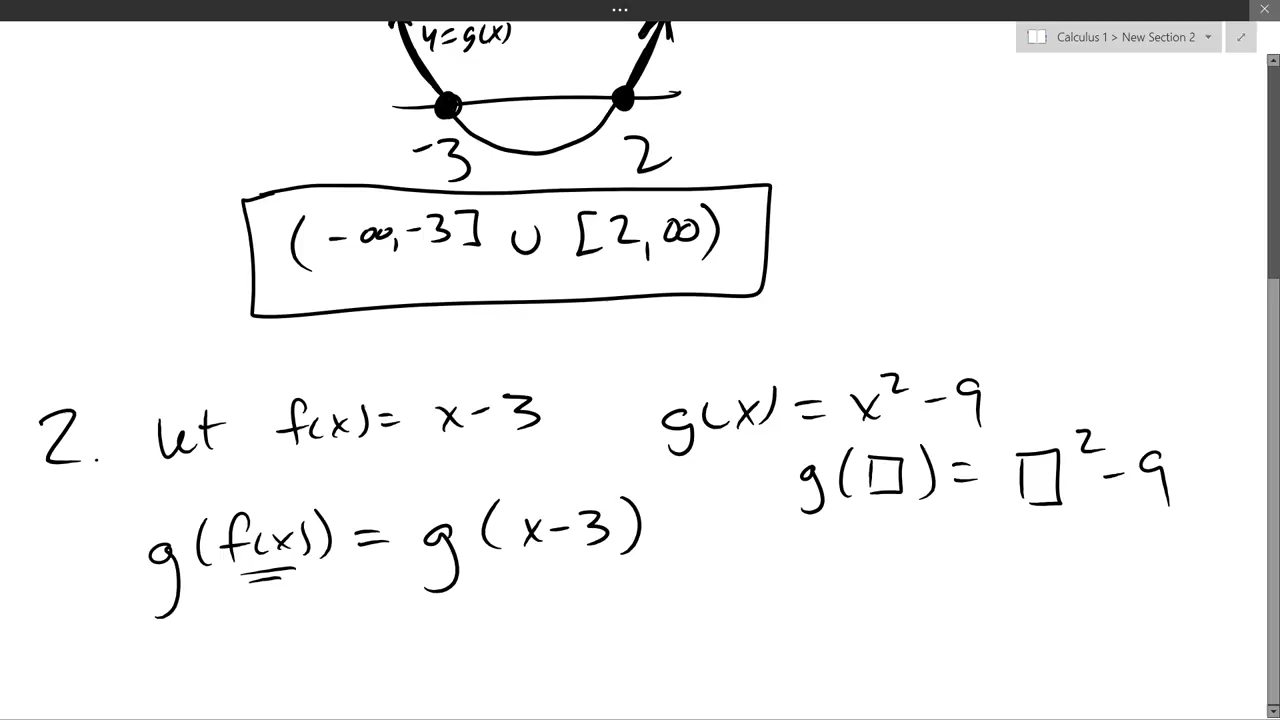 Calculus 1 > New Section 2
y=g(x)
-3 2
(-∞,-3] ∪ [2,∞)
2. Let f(x)= x-3 g(x) = x² -9
g(□) = □² -9
g(f(x)) = g(x-3)